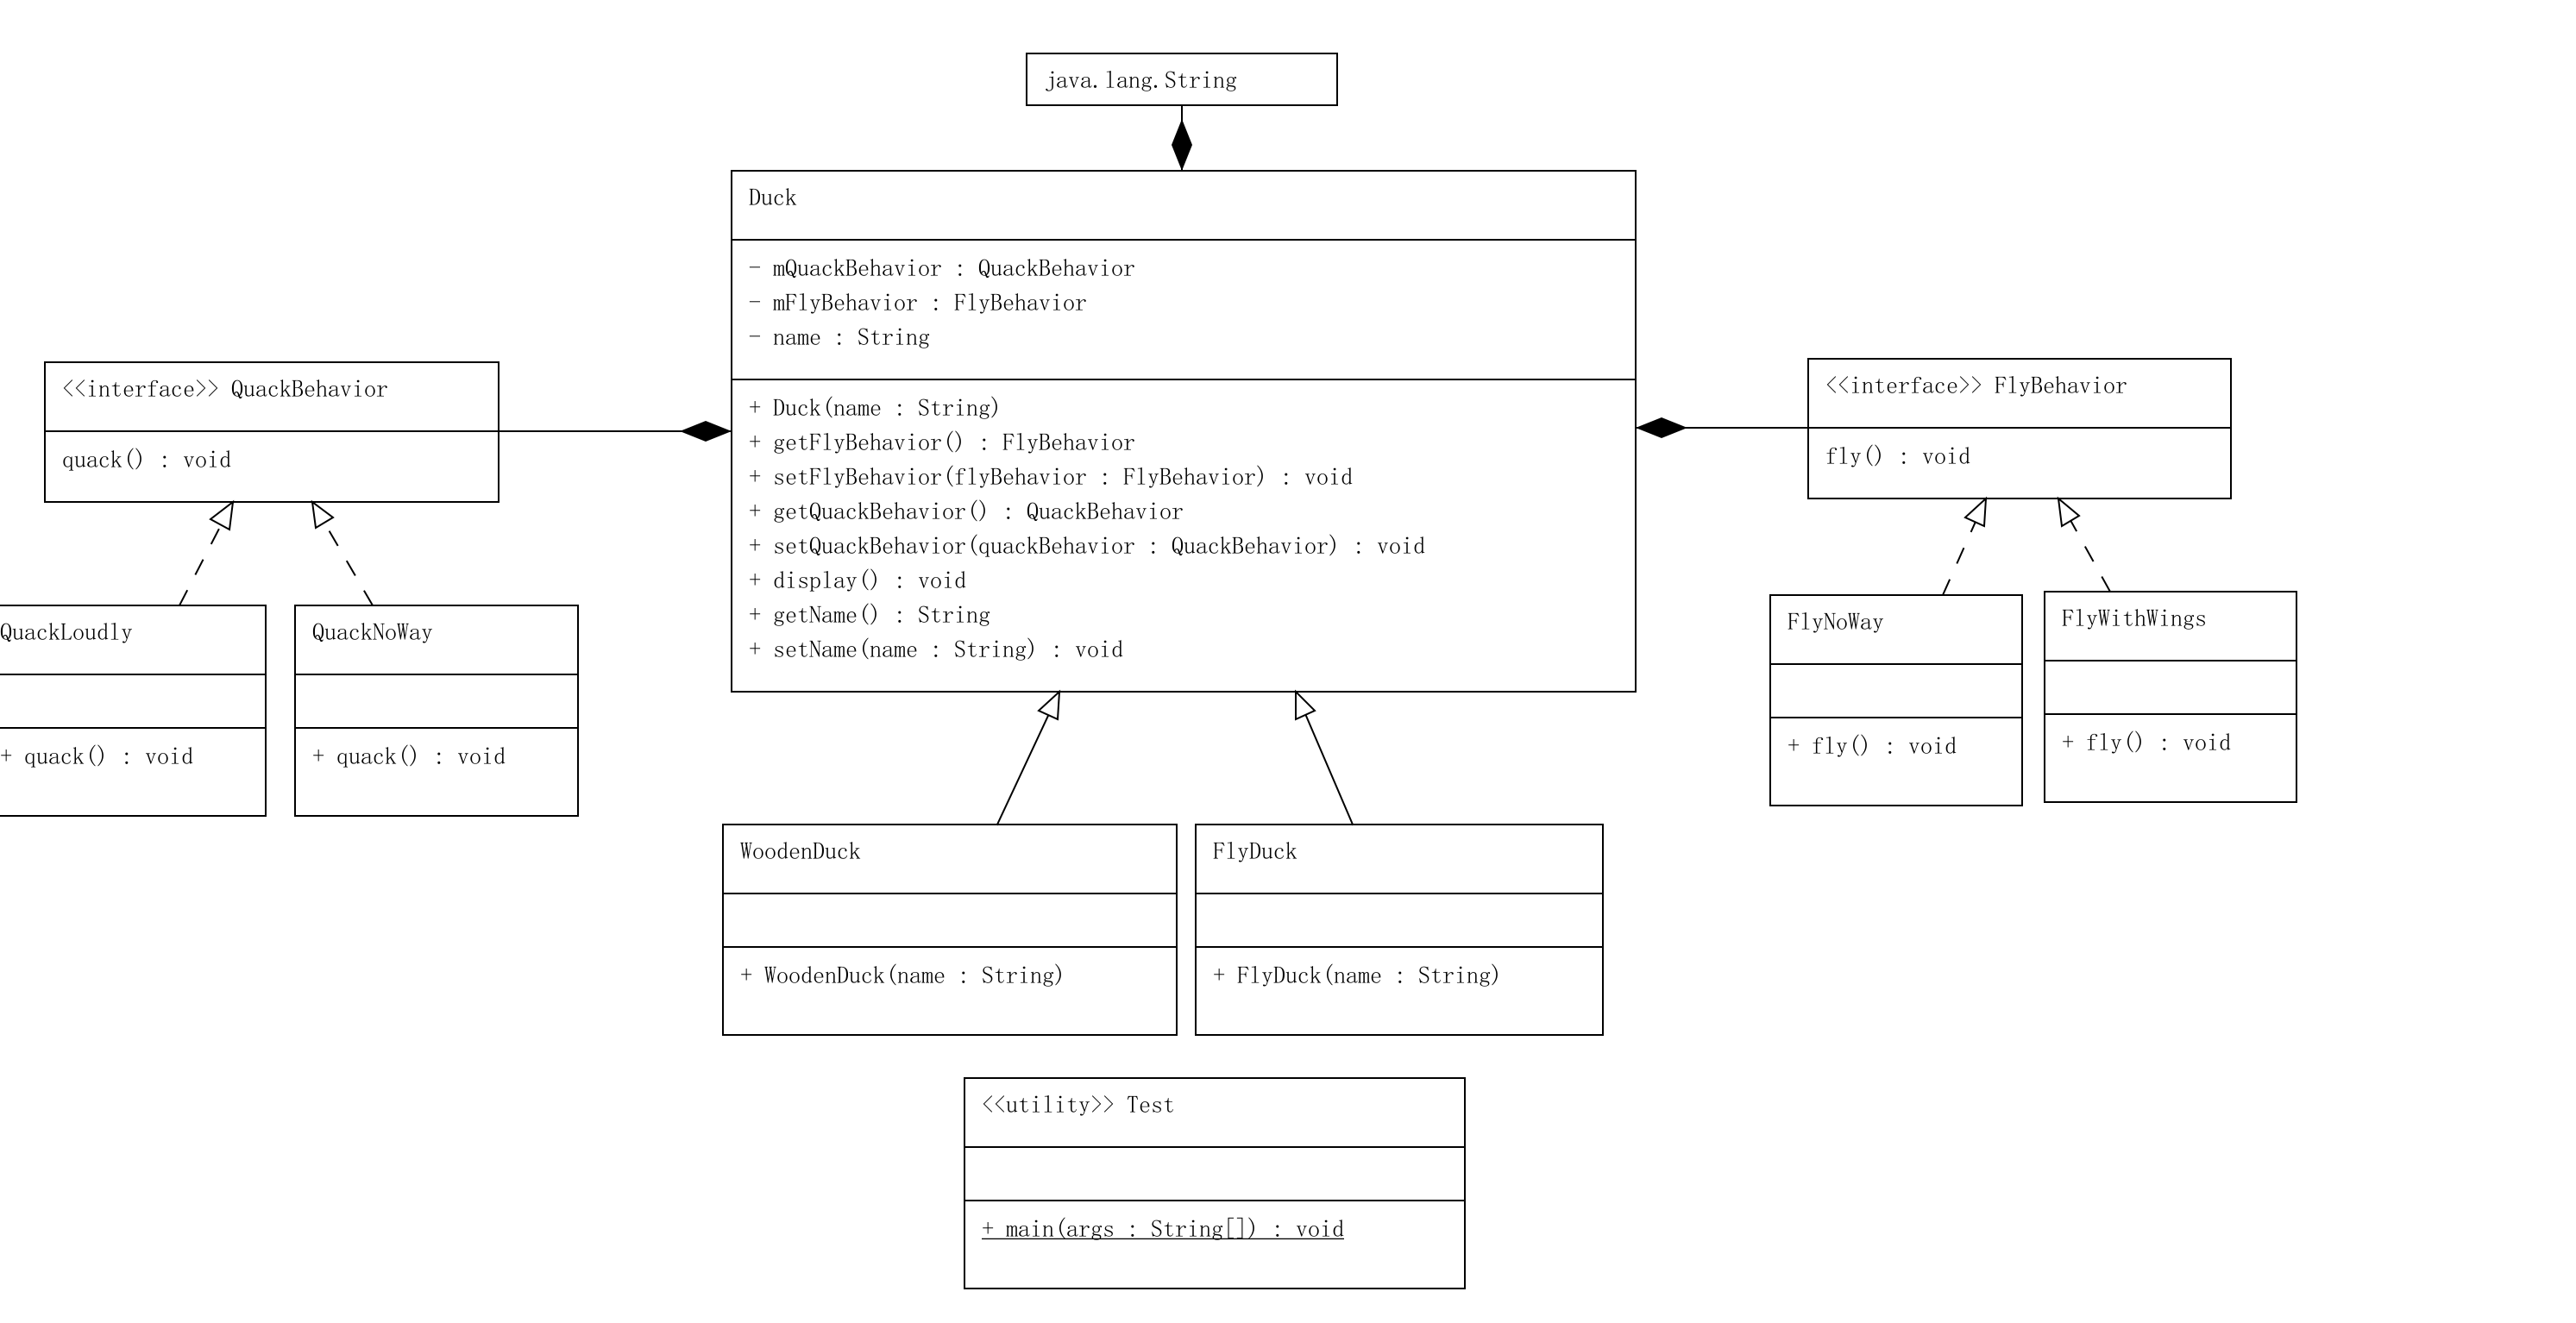 java.lang.String
Duck
- mQuackBehavior : QuackBehavior
- mFlyBehavior : FlyBehavior
- name : String
+ Duck(name : String)
+ getFlyBehavior() : FlyBehavior
+ setFlyBehavior(flyBehavior : FlyBehavior) : void
+ getQuackBehavior() : QuackBehavior
+ setQuackBehavior(quackBehavior : QuackBehavior) : void
+ display() : void
+ getName() : String
+ setName(name : String) : void
<<interface>> QuackBehavior
quack() : void
<<interface>> FlyBehavior
fly() : void
QuackLoudly
+ quack() : void
QuackNoWay
+ quack() : void
FlyNoWay
+ fly() : void
FlyWithWings
+ fly() : void
WoodenDuck
+ WoodenDuck(name : String)
FlyDuck
+ FlyDuck(name : String)
<<utility>> Test
+ main(args : String[]) : void